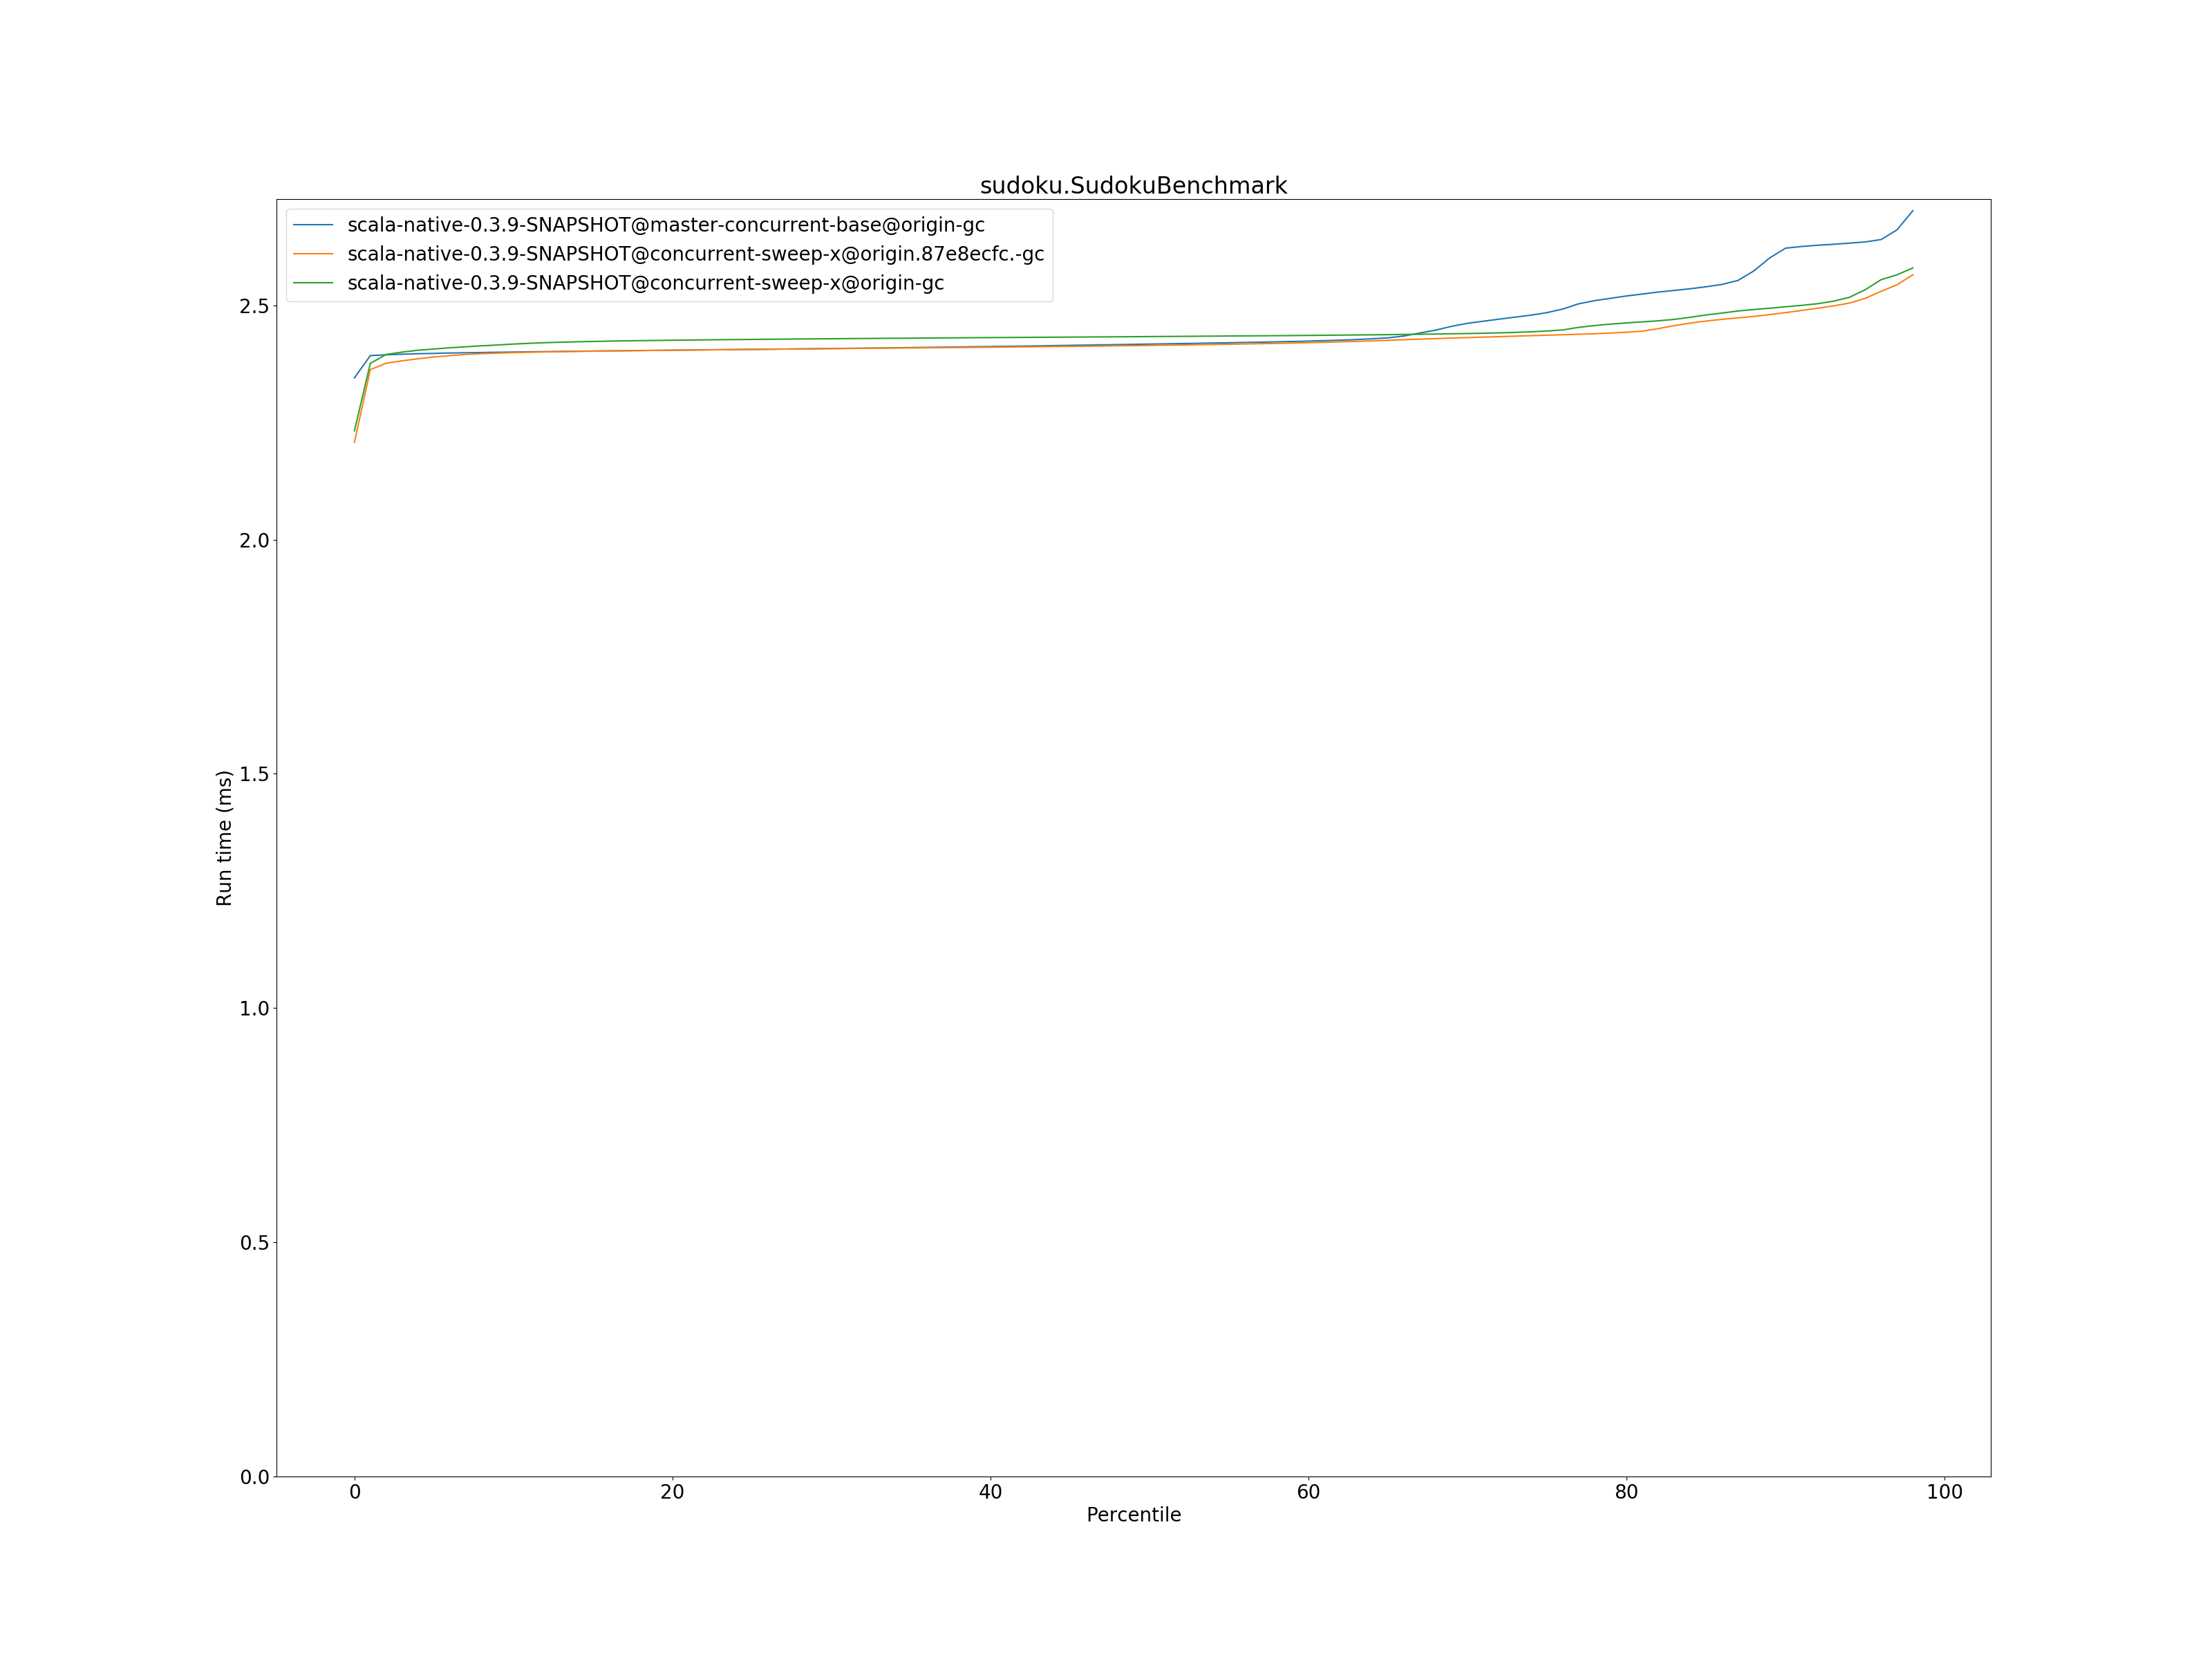 sudoku.SudokuBenchmark
scala-native-0.3.9-SNAPSHOT@master-concurrent-base@origin-gc
scala-native-0.3.9-SNAPSHOT@concurrent-sweep-x@origin.87e8ecfc.-gc
scala-native-0.3.9-SNAPSHOT@concurrent-sweep-x@origin-gc
2.5
2.0
1.5
1.0
0.5
0.0
Run time (ms)
0 20 40 60 80 100
Percentile